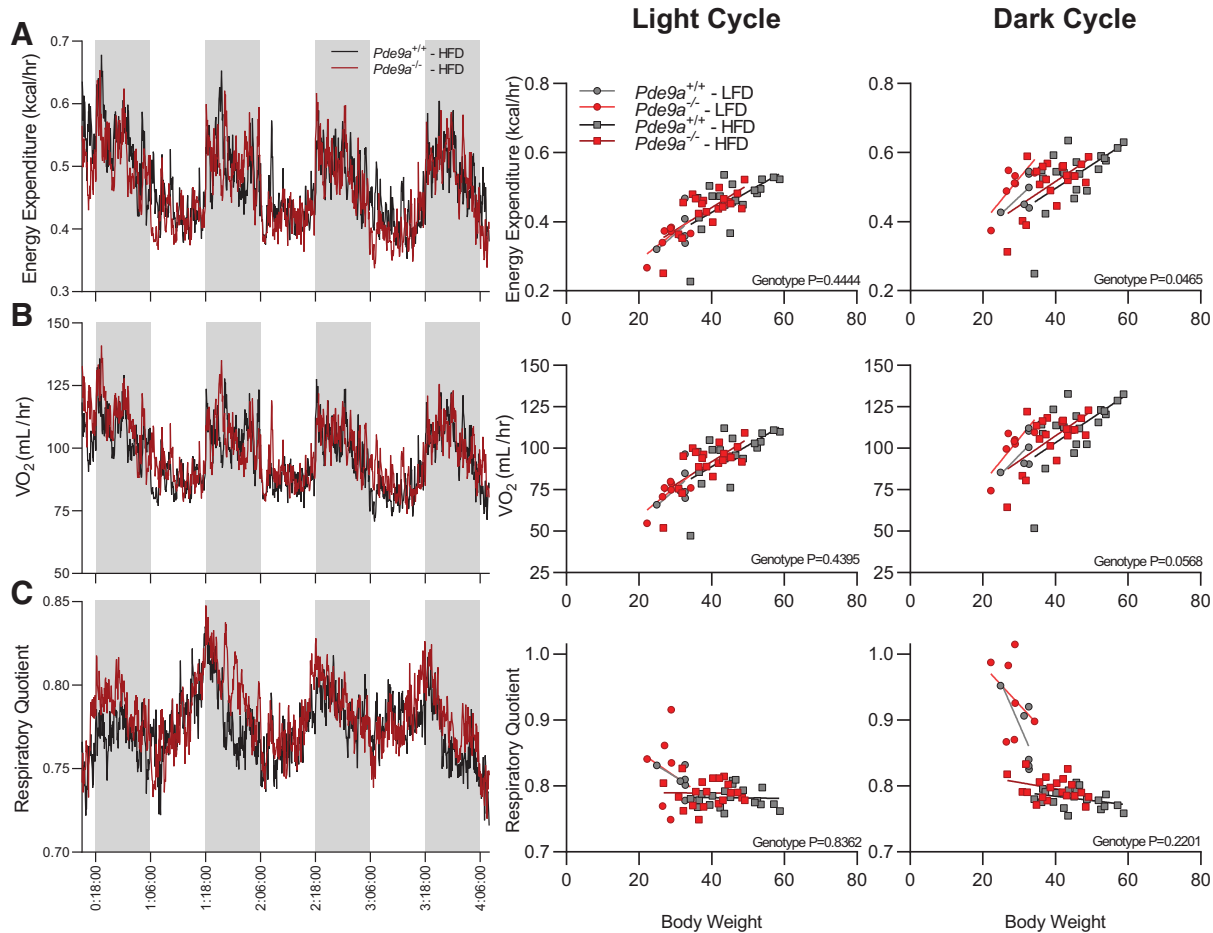 Light Cycle
Dark Cycle
A
Energy Expenditure (kcal/hr)
0.7
0.6
0.5
0.4
0.3
Pde9a+/+ - HFD
Pde9a-/- - HFD
Energy Expenditure (kcal/hr)
0.8
0.6
0.4
0.2
Pde9a+/+ - LFD
Pde9a-/- - LFD
Pde9a+/+ - HFD
Pde9a-/- - HFD
Genotype P=0.4444
0 20 40 60 80
0.8
0.6
0.4
0.2
Genotype P=0.0465
0 20 40 60 80
B
VO2 (mL/hr)
150
125
100
75
50
VO2 (mL/hr)
150
125
100
75
50
25
Genotype P=0.4395
0 20 40 60 80
150
125
100
75
50
25
Genotype P=0.0568
0 20 40 60 80
C
Respiratory Quotient
0.85
0.80
0.75
0.70
0:18:00
1:06:00
1:18:00
2:06:00
2:18:00
3:06:00
3:18:00
4:06:00
Respiratory Quotient
1.0
0.9
0.8
0.7
Genotype P=0.8362
0 20 40 60 80
Body Weight
1.0
0.9
0.8
0.7
Genotype P=0.2201
0 20 40 60 80
Body Weight